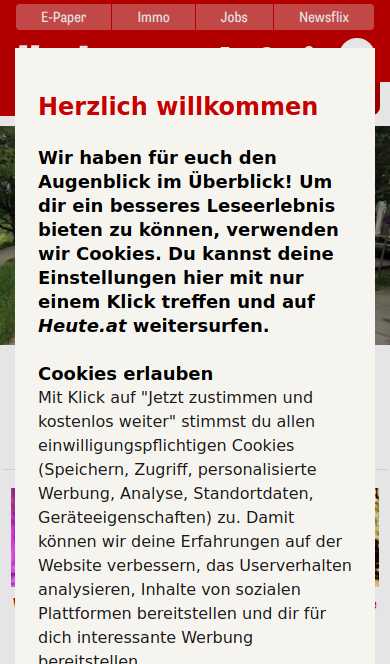 E-Paper Immo Jobs Newsflix
Herzlich willkommen
Wir haben für euch den
Augenblick im Überblick! Um
dir ein besseres Leseerlebnis
bieten zu können, verwenden
wir Cookies. Du kannst deine
Einstellungen hier mit nur
einem Klick treffen und auf
Heute.at weitersurfen.
Cookies erlauben
Mit Klick auf "Jetzt zustimmen und
kostenlos weiter" stimmst du allen
einwilligungspflichtigen Cookies
(Speichern, Zugriff, personalisierte
Werbung, Analyse, Standortdaten,
Geräteeigenschaften) zu. Damit
können wir deine Erfahrungen auf der
Website verbessern, das Userverhalten
analysieren, Inhalte von sozialen
Plattformen bereitstellen und dir für
dich interessante Werbung
bereitstellen